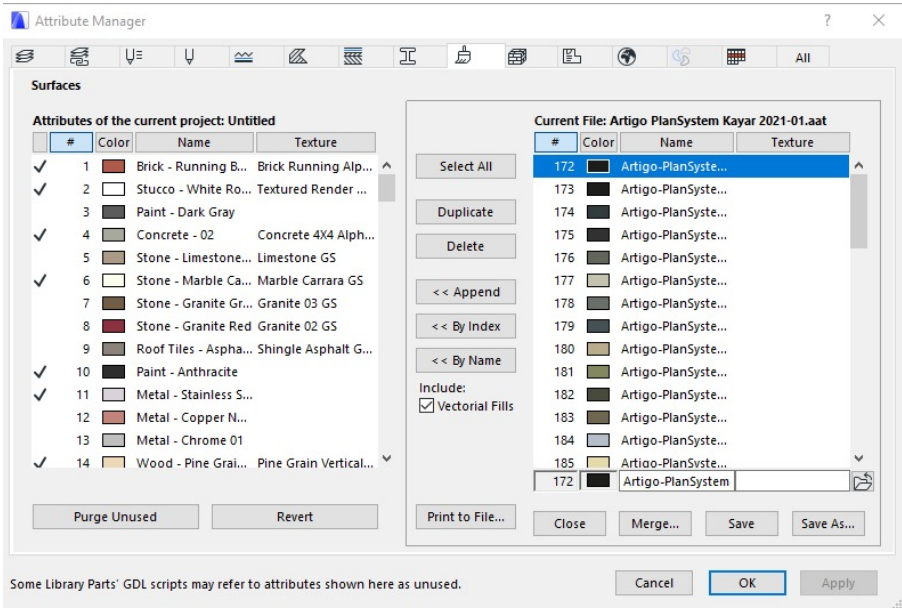 Attribute Manager
?
All
Surfaces
Attributes of the current project: Untitled
# Color Name Texture
1 Brick - Running B... Brick Running Alp...
2 Stucco - White Ro... Textured Render ...
3 Paint - Dark Gray
4 Concrete - 02 Concrete 4X4 Alph...
5 Stone - Limestone... Limestone GS
6 Stone - Marble Ca... Marble Carrara GS
7 Stone - Granite Gr... Granite 03 GS
8 Stone - Granite Red Granite 02 GS
9 Roof Tiles - Aspha... Shingle Asphalt G...
10 Paint - Anthracite
11 Metal - Stainless S...
12 Metal - Copper N...
13 Metal - Chrome 01
14 Wood - Pine Grai... Pine Grain Vertical...
Purge Unused Revert
Select All
Duplicate
Delete
<< Append
<< By Index
<< By Name
Include:
Vectorial Fills
Print to File...
Current File: Artigo PlanSystem Kayar 2021-01.aat
# Color Name Texture
172 Artigo-PlanSyste...
173 Artigo-PlanSyste...
174 Artigo-PlanSyste...
175 Artigo-PlanSyste...
176 Artigo-PlanSyste...
177 Artigo-PlanSyste...
178 Artigo-PlanSyste...
179 Artigo-PlanSyste...
180 Artigo-PlanSyste...
181 Artigo-PlanSyste...
182 Artigo-PlanSyste...
183 Artigo-PlanSyste...
184 Artigo-PlanSyste...
185 Artigo-PlanSyste...
172 Artigo-PlanSystem
Close Merge... Save Save As...
Some Library Parts' GDL scripts may refer to attributes shown here as unused.
Cancel OK Apply